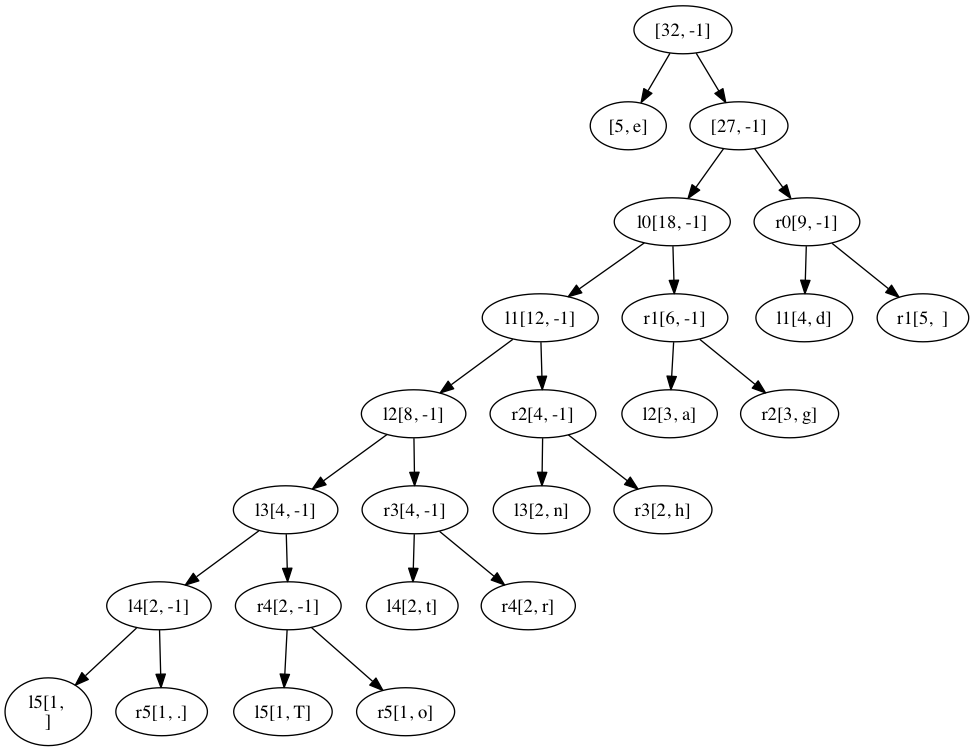 [32, -1]
[5, e]
[27, -1]
l0[18, -1]
r0[9, -1]
l1[12, -1]
r1[6, -1]
l1[4, d]
r1[5,  ]
l2[8, -1]
r2[4, -1]
l2[3, a]
r2[3, g]
l3[4, -1]
r3[4, -1]
l3[2, n]
r3[2, h]
l4[2, -1]
r4[2, -1]
l4[2, t]
r4[2, r]
l5[1,
]
r5[1, .]
l5[1, T]
r5[1, o]